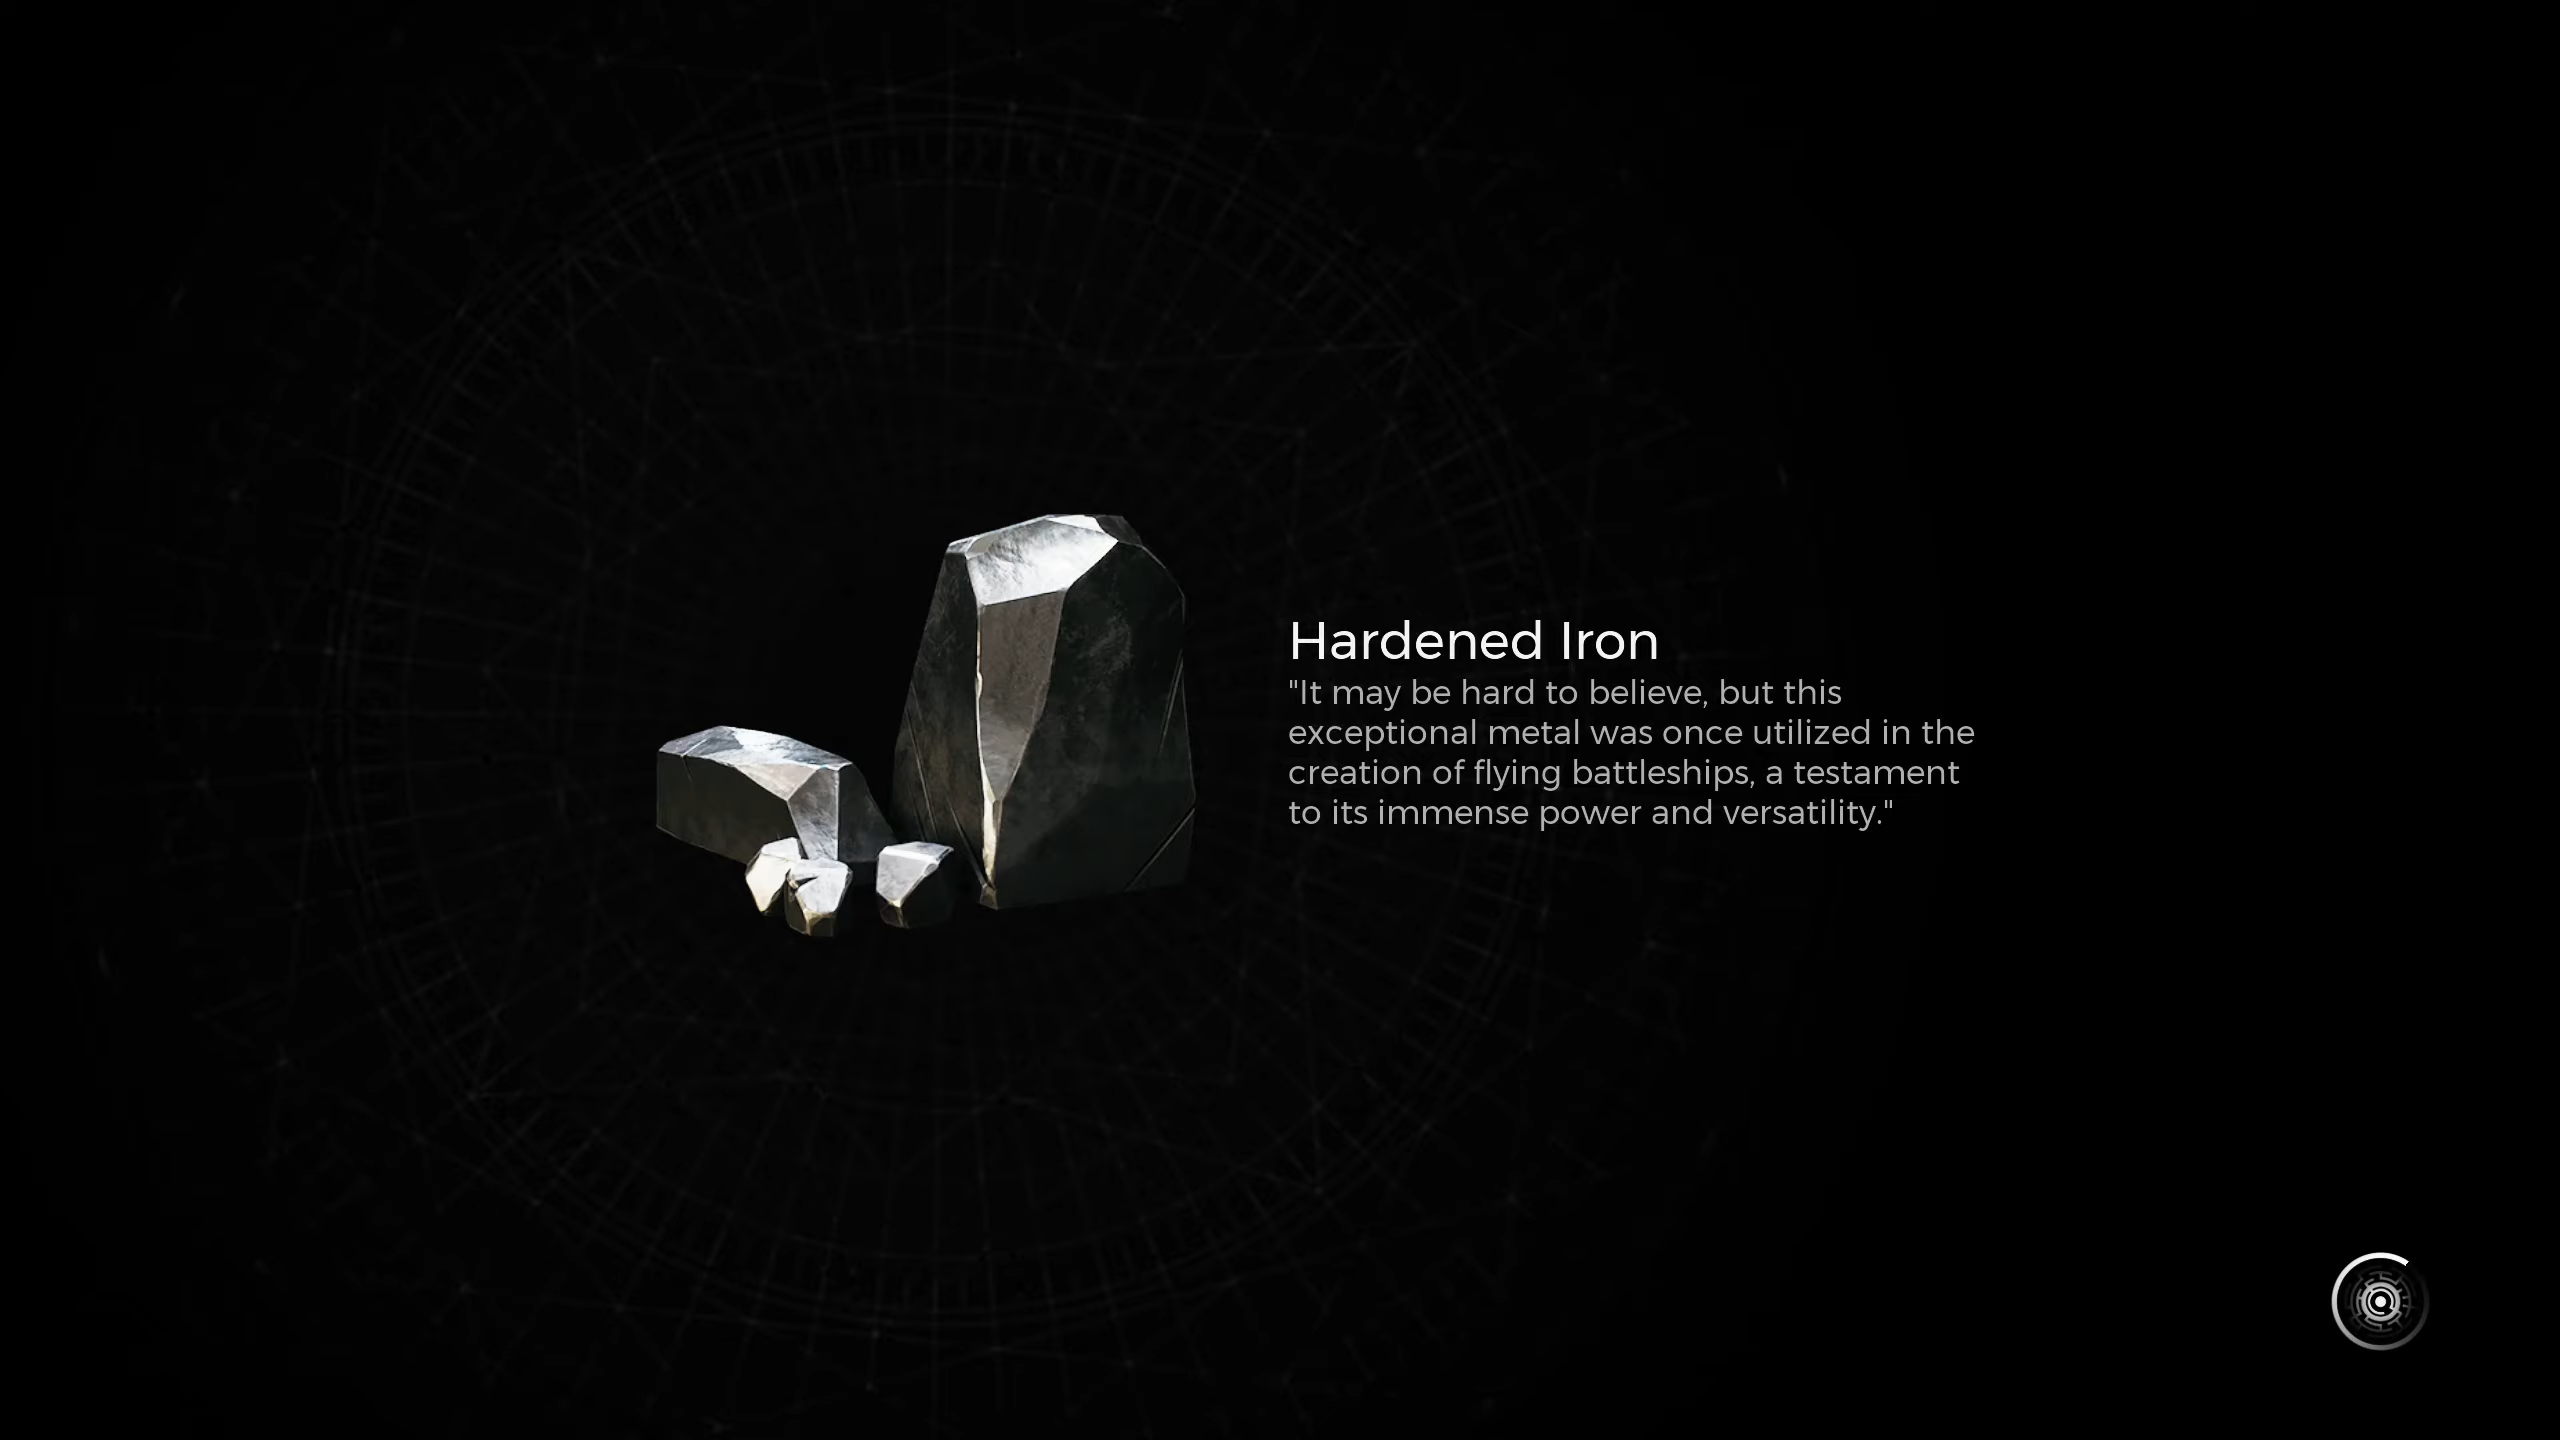 Hardened Iron
"It may be hard to believe, but this
exceptional metal was once utilized in the
creation of flying battleships, a testament
to its immense power and versatility."